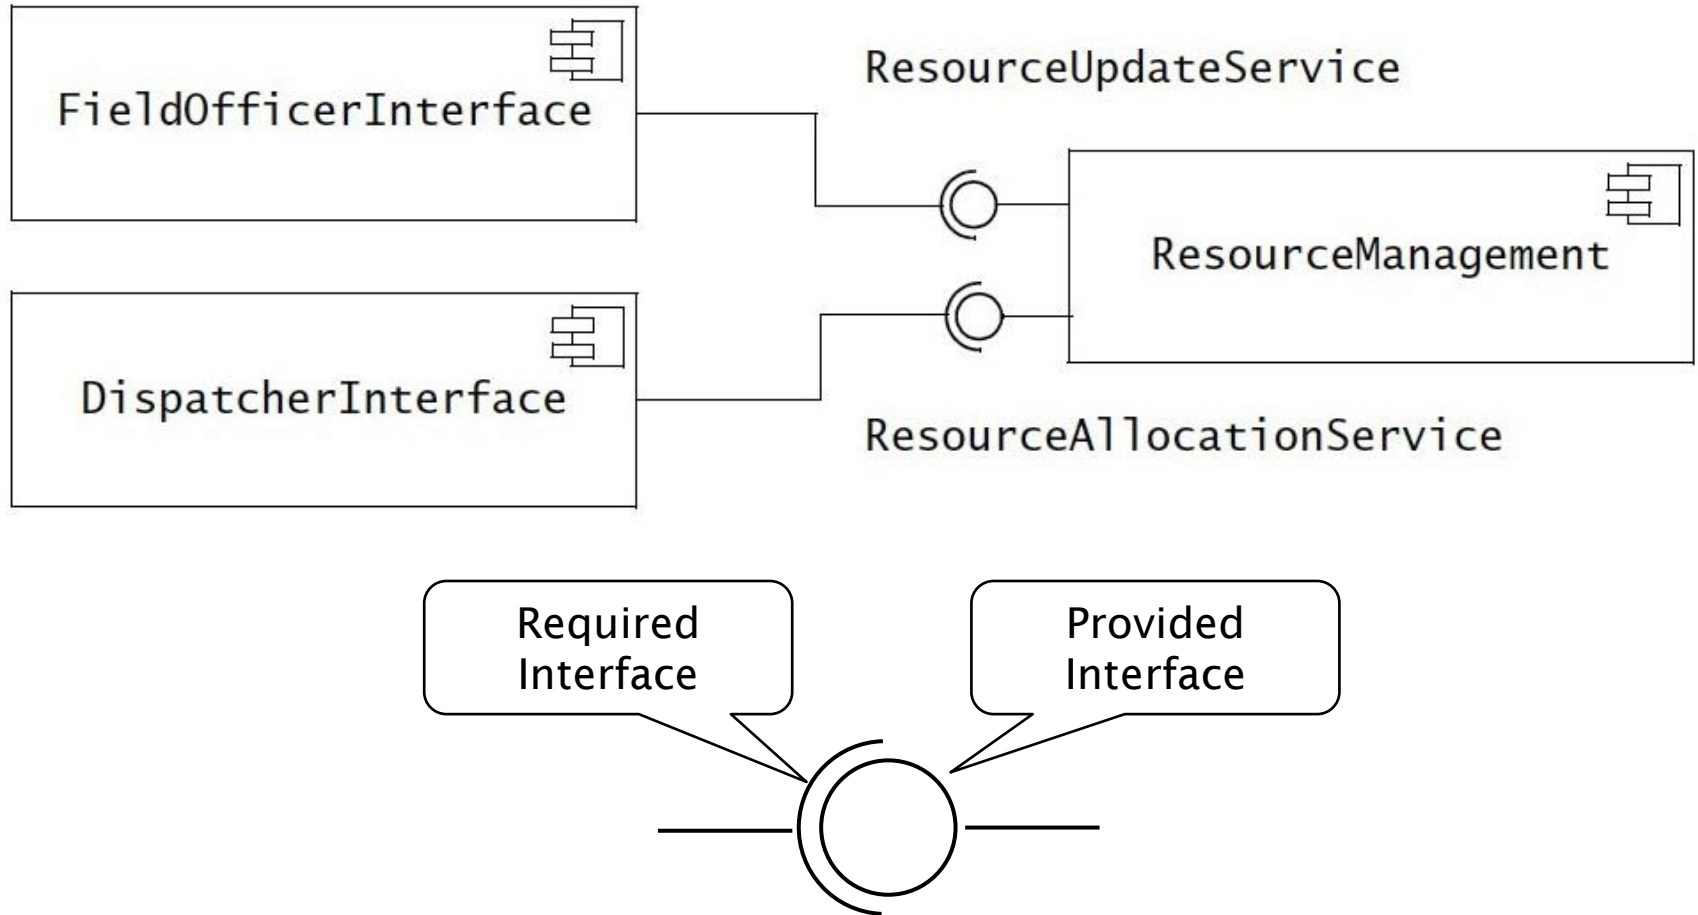 FieldOfficerInterface
ResourceUpdateService
ResourceManagement
DispatcherInterface
ResourceAllocationService
Required
Interface
Provided
Interface